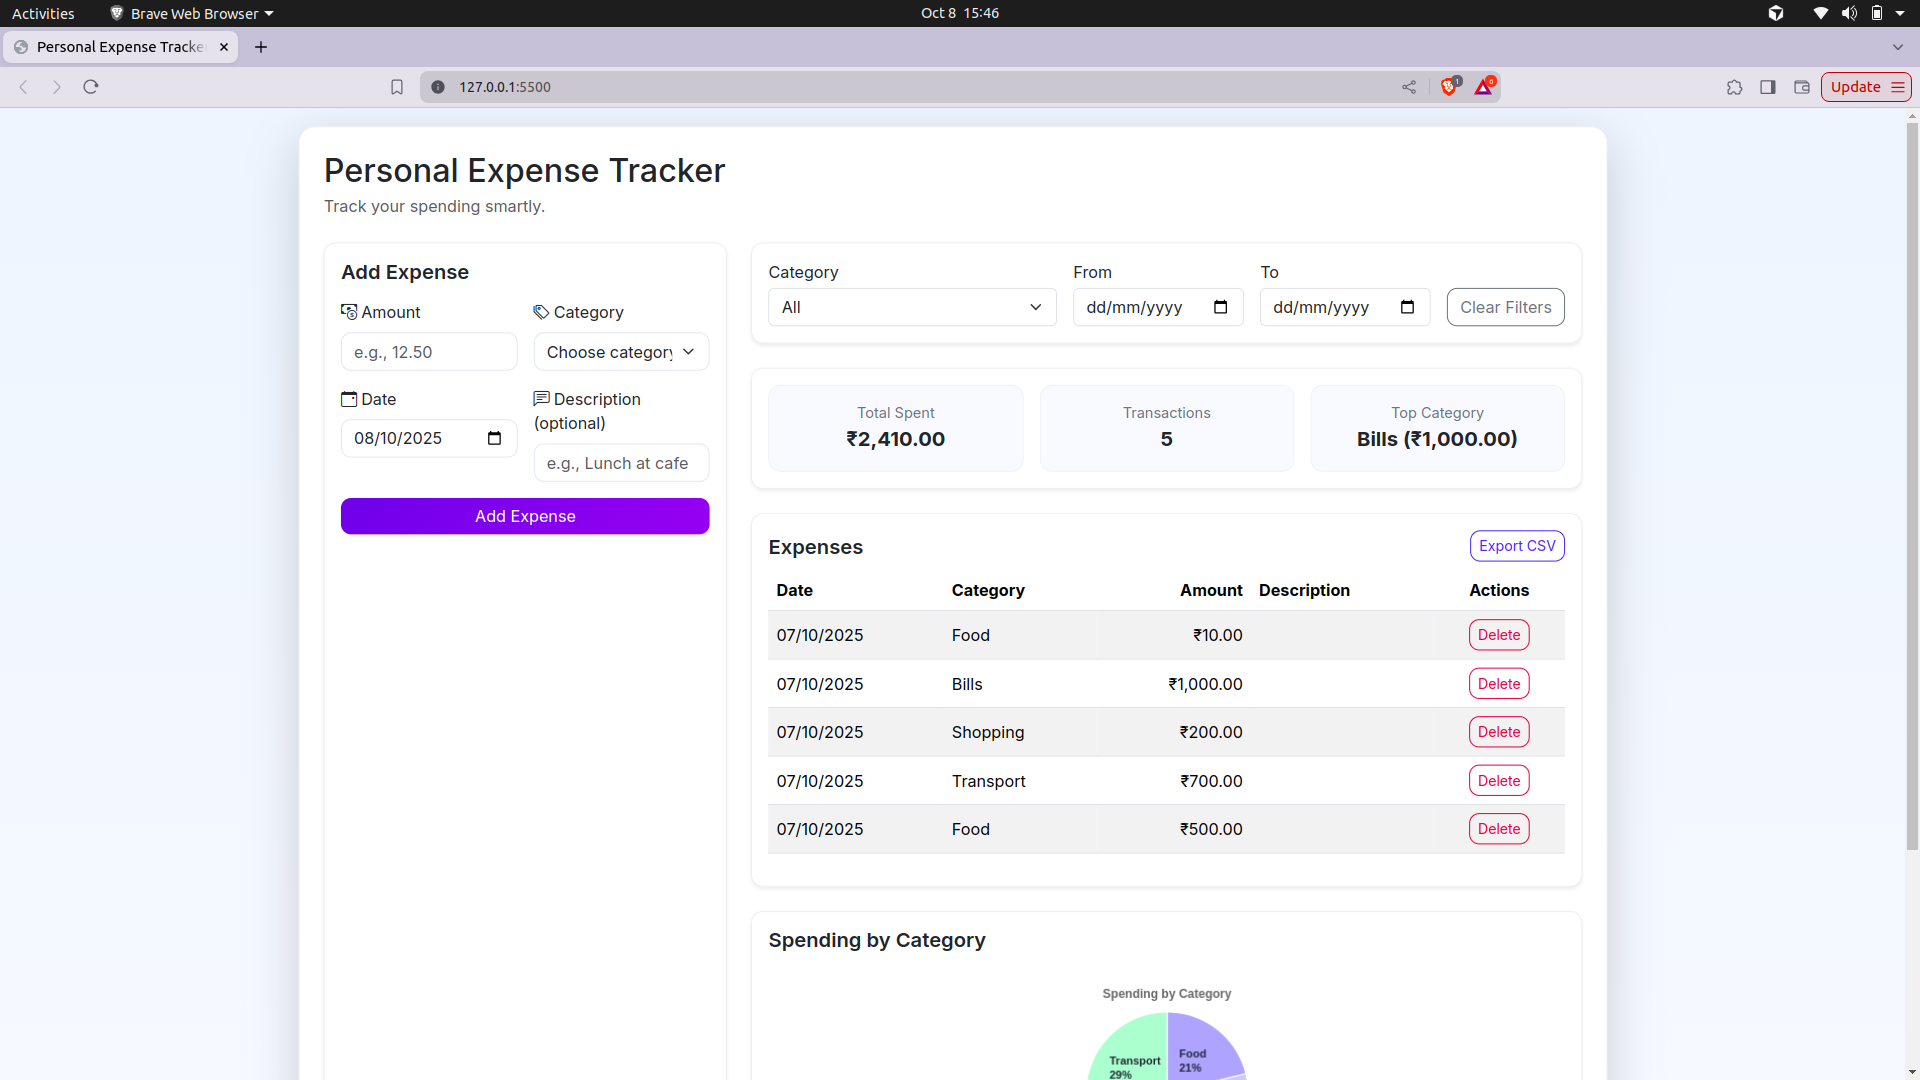 Activities
Brave Web Browser
Oct 8 15:46
Personal Expense Tracke
127.0.0.1:5500
1
6
Update
Personal Expense Tracker
Track your spending smartly.
Add Expense
Amount
Category
e.g., 12.50
Choose category
Date
Description (optional)
08/10/2025
e.g., Lunch at cafe
Add Expense
Category
From
To
All
dd/mm/yyyy
dd/mm/yyyy
Clear Filters
Total Spent
₹2,410.00
Transactions
5
Top Category
Bills (₹1,000.00)
Expenses
Export CSV
Date Category Amount Description Actions
07/10/2025 Food ₹10.00 Delete
07/10/2025 Bills ₹1,000.00 Delete
07/10/2025 Shopping ₹200.00 Delete
07/10/2025 Transport ₹700.00 Delete
07/10/2025 Food ₹500.00 Delete
Spending by Category
Spending by Category
Transport
29%
Food
21%